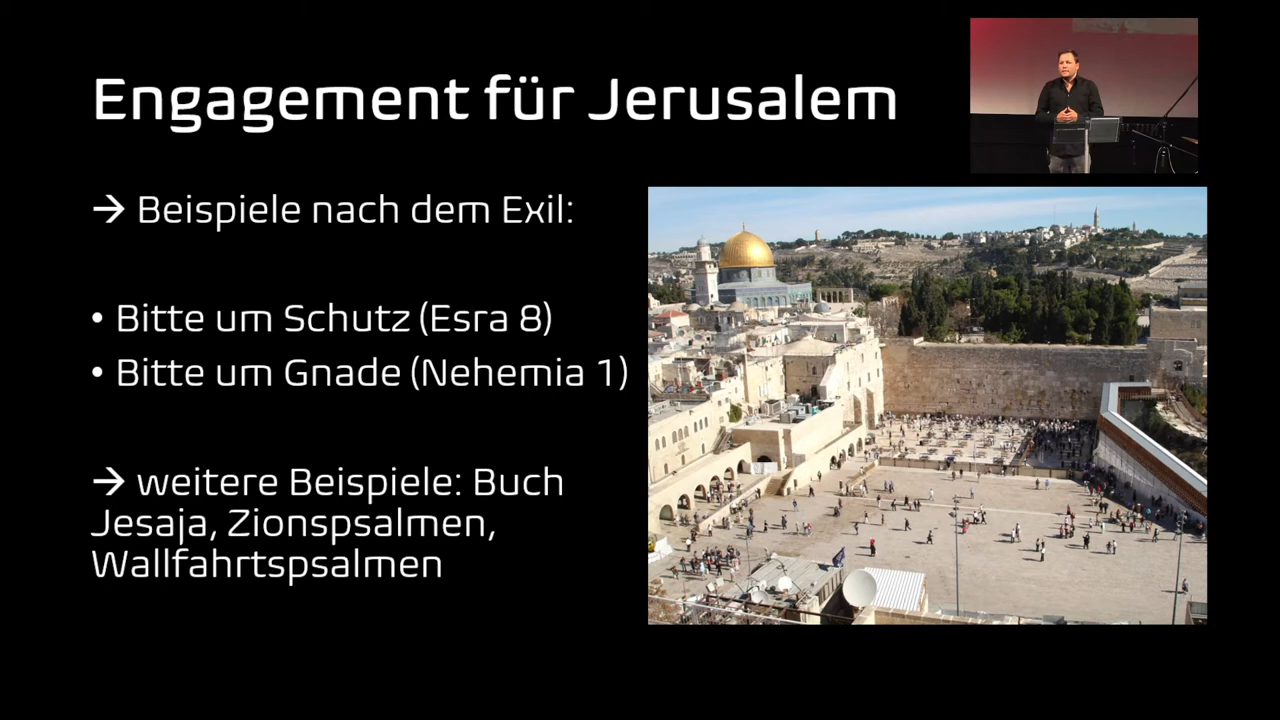 Engagement für Jerusalem
→ Beispiele nach dem Exil:
• Bitte um Schutz (Esra 8)
• Bitte um Gnade (Nehemia 1)
→ weitere Beispiele: Buch
Jesaja, Zionspsalmen,
Wallfahrtspsalmen